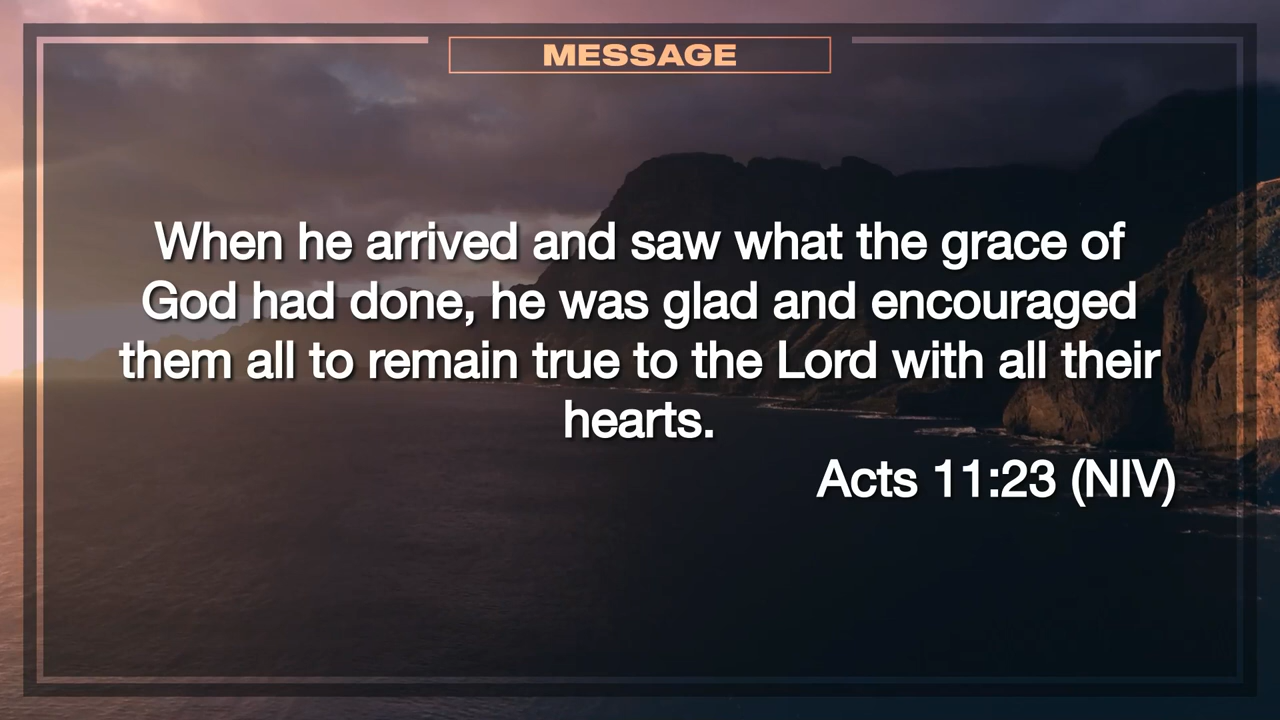 MESSAGE
When he arrived and saw what the grace of
God had done, he was glad and encouraged
them all to remain true to the Lord with all their
hearts.
Acts 11:23 (NIV)